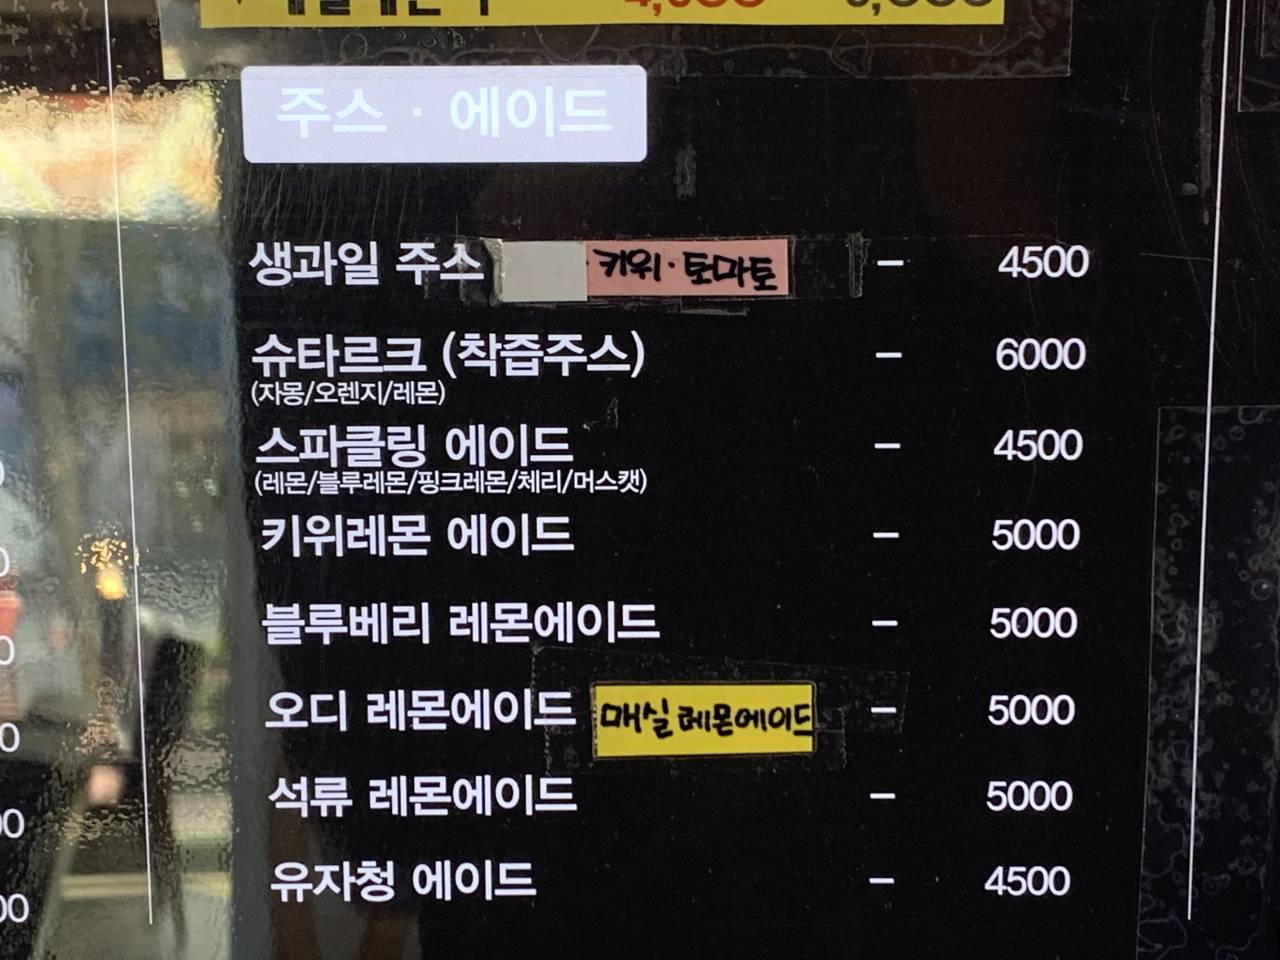 주스 · 에이드
생과일 주스 · 키위 · 토마토 – 4500
슈타르크 (착즙주스) – 6000
(자몽/오렌지/레몬)
스파클링 에이드 – 4500
(레몬/블루레몬/핑크레몬/체리/머스캣)
키위레몬 에이드 – 5000
블루베리 레몬에이드 – 5000
오디 레몬에이드 매실레몬에이드 – 5000
석류 레몬에이드 – 5000
유자청 에이드 – 4500